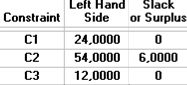 Left Hand Slack
Constraint Side or Surplus
C1 24,0000 0
C2 54,0000 6,0000
C3 12,0000 0